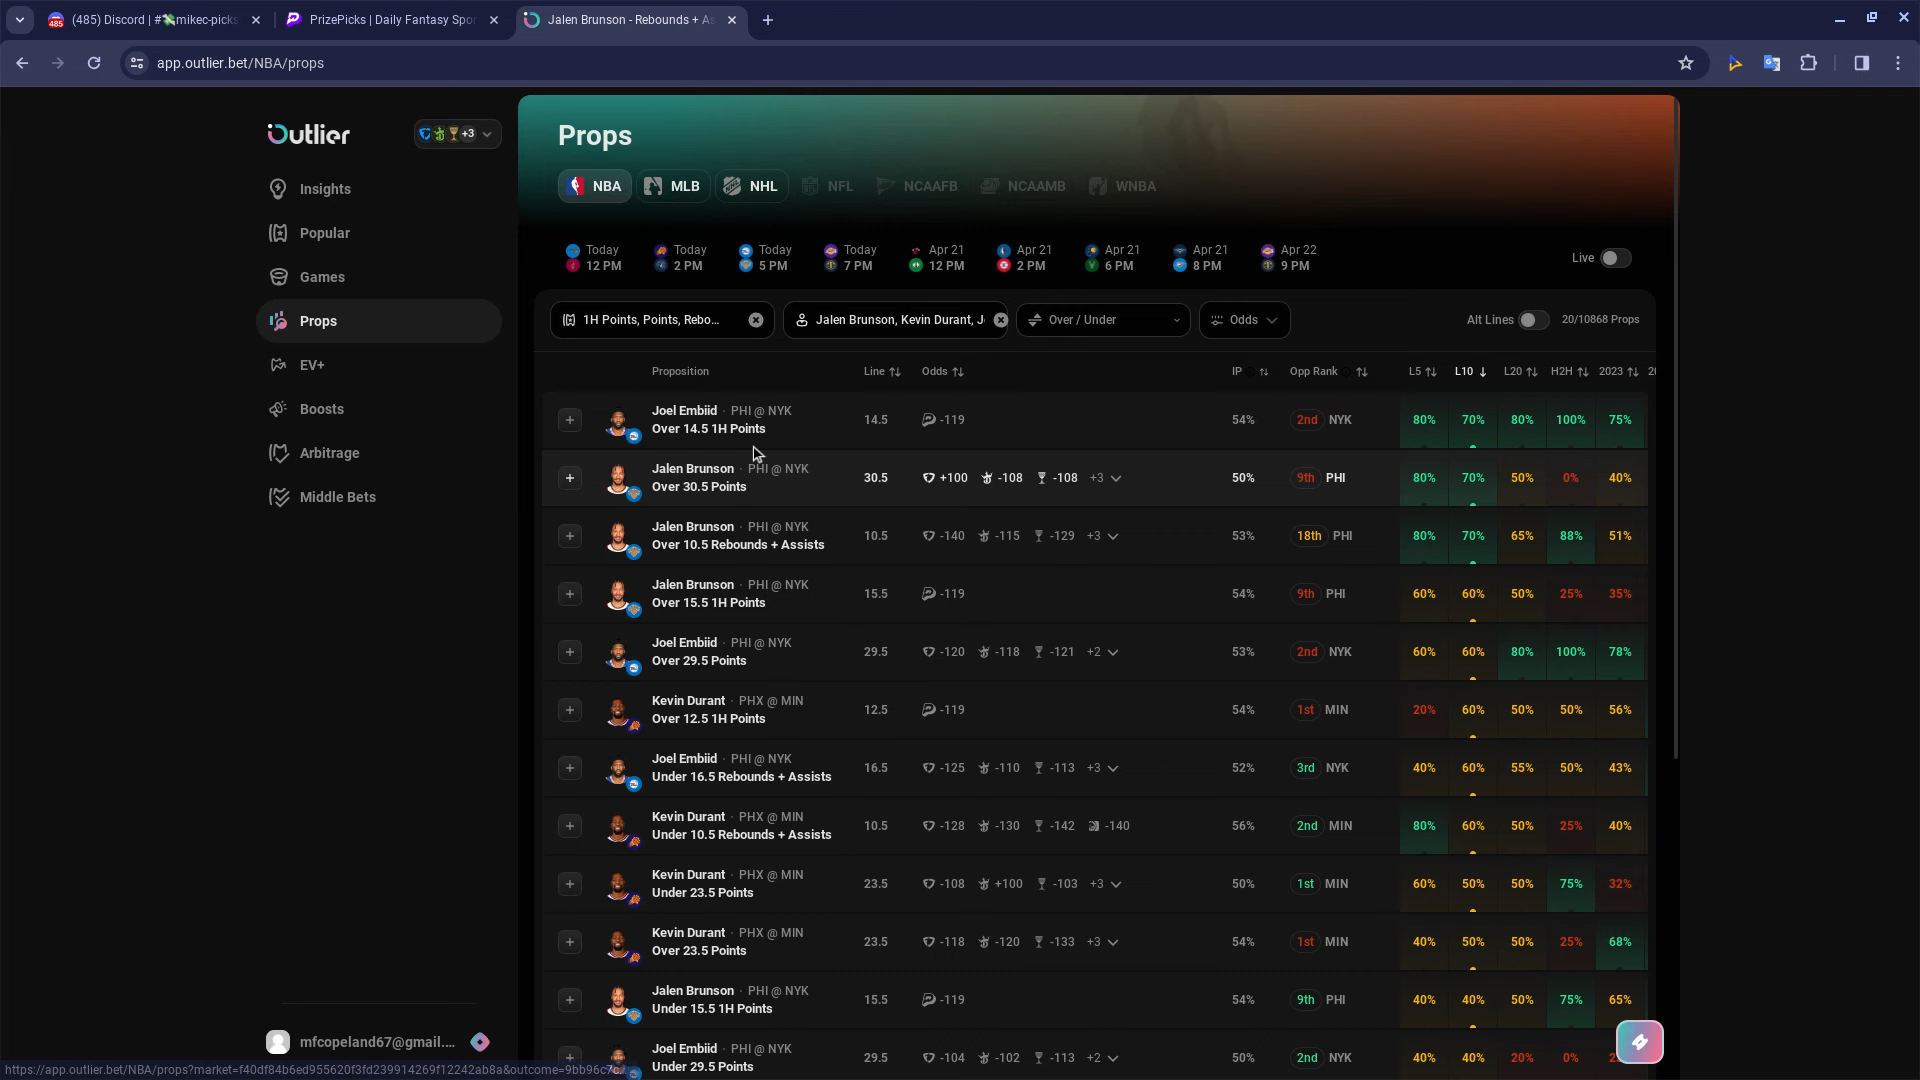 (485) Discord | #💸mikec-picks
PrizePicks | Daily Fantasy Spor
Jalen Brunson - Rebounds + As
app.outlier.bet/NBA/props
Outlier
+3
Insights
Popular
Games
Props
EV+
Boosts
Arbitrage
Middle Bets
mfcopeland67@gmail....
Props
NBA
MLB
NHL
NFL
NCAAFB
NCAAMB
WNBA
Today
12 PM
Today
2 PM
Today
5 PM
Today
7 PM
Apr 21
12 PM
Apr 21
2 PM
Apr 21
6 PM
Apr 21
8 PM
Apr 22
9 PM
Live
1H Points, Points, Rebo...
Jalen Brunson, Kevin Durant, J
Over / Under
Odds
Alt Lines
20/10868 Props
Proposition Line Odds IP Opp Rank L5 L10 L20 H2H 2023 20
Joel Embiid · PHI @ NYK
Over 14.5 1H Points
14.5 -119 54% 2nd NYK 80% 70% 80% 100% 75%
Jalen Brunson · PHI @ NYK
Over 30.5 Points
30.5 +100 -108 -108 +3 50% 9th PHI 80% 70% 50% 0% 40%
Jalen Brunson · PHI @ NYK
Over 10.5 Rebounds + Assists
10.5 -140 -115 -129 +3 53% 18th PHI 80% 70% 65% 88% 51%
Jalen Brunson · PHI @ NYK
Over 15.5 1H Points
15.5 -119 54% 9th PHI 60% 60% 50% 25% 35%
Joel Embiid · PHI @ NYK
Over 29.5 Points
29.5 -120 -118 -121 +2 53% 2nd NYK 60% 60% 80% 100% 78%
Kevin Durant · PHX @ MIN
Over 12.5 1H Points
12.5 -119 54% 1st MIN 20% 60% 50% 50% 56%
Joel Embiid · PHI @ NYK
Under 16.5 Rebounds + Assists
16.5 -125 -110 -113 +3 52% 3rd NYK 40% 60% 55% 50% 43%
Kevin Durant · PHX @ MIN
Under 10.5 Rebounds + Assists
10.5 -128 -130 -142 -140 56% 2nd MIN 80% 60% 50% 25% 40%
Kevin Durant · PHX @ MIN
Under 23.5 Points
23.5 -108 +100 -103 +3 50% 1st MIN 60% 50% 50% 75% 32%
Kevin Durant · PHX @ MIN
Over 23.5 Points
23.5 -118 -120 -133 +3 54% 1st MIN 40% 50% 50% 25% 68%
Jalen Brunson · PHI @ NYK
Under 15.5 1H Points
15.5 -119 54% 9th PHI 40% 40% 50% 75% 65%
Joel Embiid · PHI @ NYK
Under 29.5 Points
29.5 -104 -102 -113 +2 50% 2nd NYK 40% 40% 20% 0%